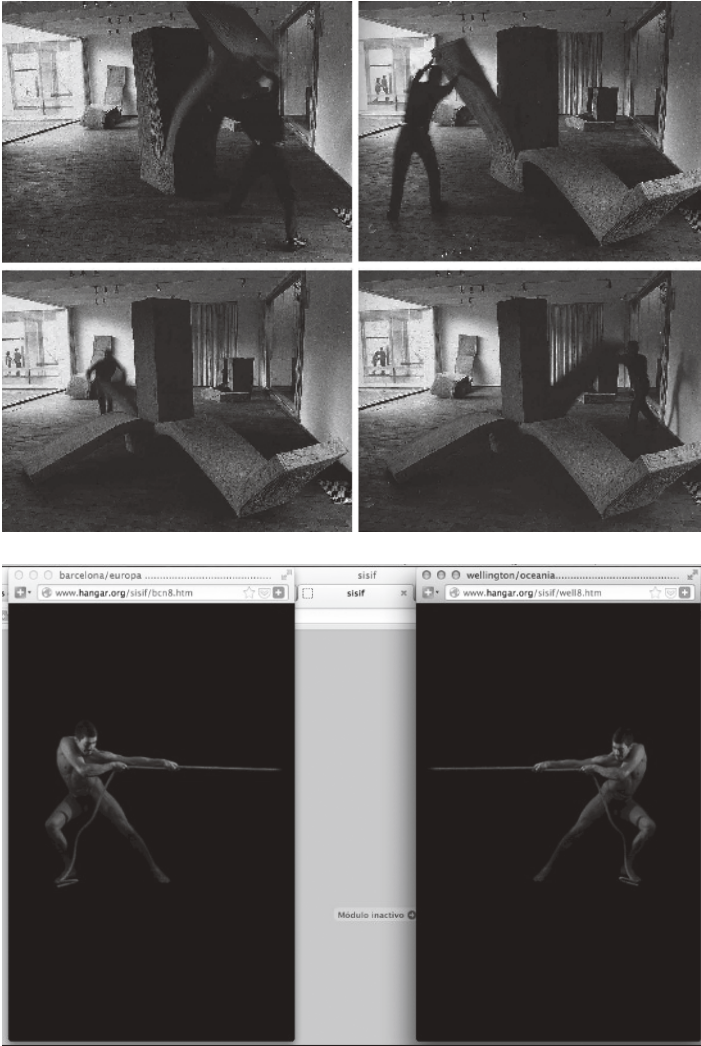 barcelona/europa
www.hangar.org/sisif/bcn8.htm
sisif
sisif
wellington/oceania
www.hangar.org/sisif/well8.htm
Módulo inactivo